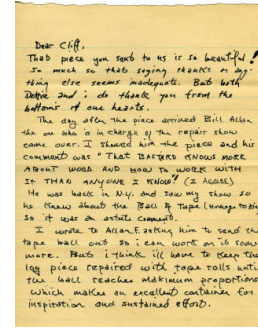 Dear Cliff,
That piece you sent to us is so beautiful!
So much so that saying thanks or any-
thing else seems inadequate. But both
and i do thank you from the
bottoms of our hearts.
The day after the piece arrived Bill Allan
the one who is in charge of the repair show
came over. I showed him the piece and his
comment was "THAT BASTARD KNOWS MORE
ABOUT WOOD AND HOW TO WORK WITH
IT THAN ANYONE I KNOW" (I AGREE)
He was back in N.Y. and saw my show so
he knew about the Ball of Tape (Homage to
so it was a astute comment.
I wrote to Allan F. asking him to send the
tape ball out so i can work on it some
more. But i think ill have to keep the
log piece repaired with tape rolls until
the ball reaches maximum proportions
which makes an excellent container for
inspiration and sustained effort.